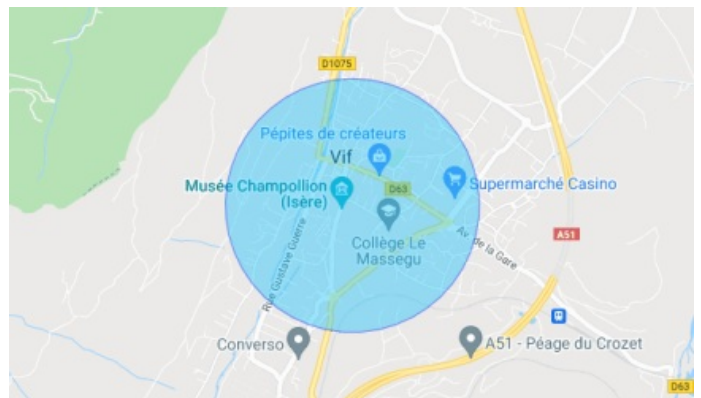 D1075
Pépites de créateurs
Vif
Musée Champollion
(Isère)
D63
Supermarché Casino
Collège Le
Massegu
Rue Gustave Guerre
Av. de la Gare
A51
Converso
A51 - Péage du Crozet
D63